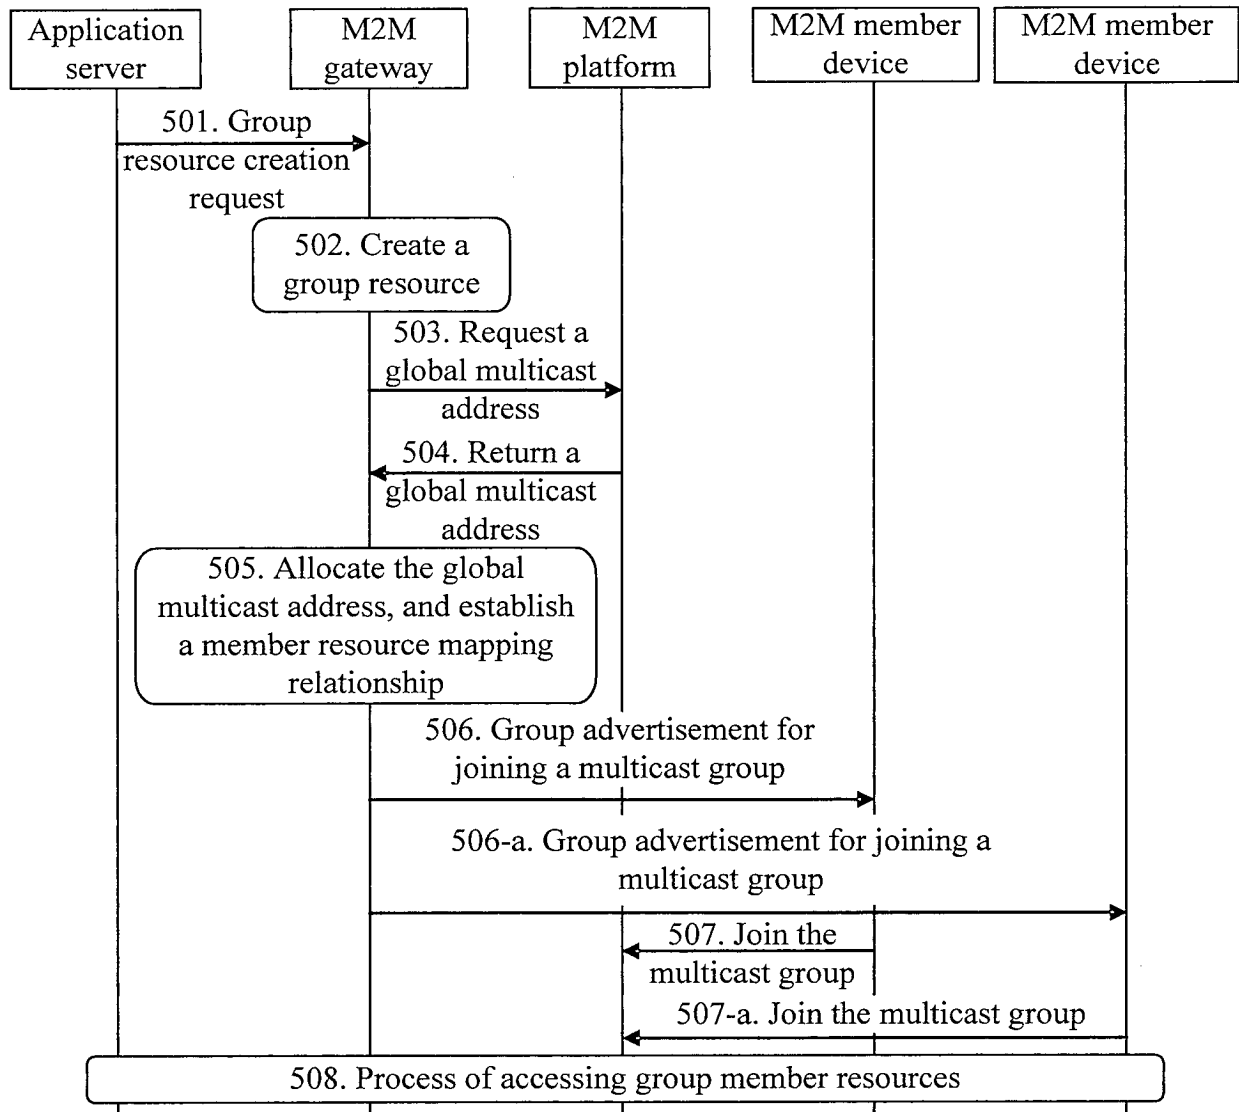 Application
server
M2M
gateway
M2M
platform
M2M member
device
M2M member
device
501. Group
resource creation
request
502. Create a
group resource
503. Request a
global multicast
address
504. Return a
global multicast
address
505. Allocate the global
multicast address, and establish
a member resource mapping
relationship
506. Group advertisement for
joining a multicast group
506-a. Group advertisement for joining a
multicast group
507. Join the
multicast group
507-a. Join the multicast group
508. Process of accessing group member resources